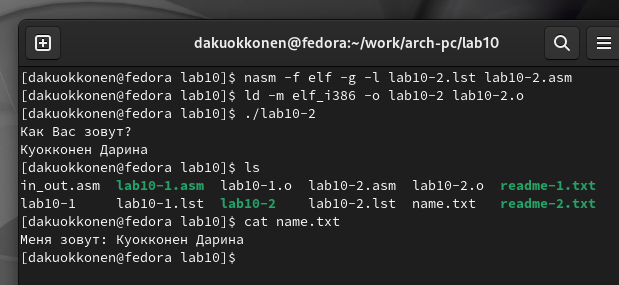 dakuokkonen@fedora:~/work/arch-pc/lab10
[dakuokkonen@fedora lab10]$ nasm -f elf -g -l lab10-2.lst lab10-2.asm
[dakuokkonen@fedora lab10]$ ld -m elf_i386 -o lab10-2 lab10-2.o
[dakuokkonen@fedora lab10]$ ./lab10-2
Как Вас зовут?
Куокконен Дарина
[dakuokkonen@fedora lab10]$ ls
in_out.asm lab10-1.asm lab10-1.o lab10-2.asm lab10-2.o readme-1.txt
lab10-1 lab10-1.lst lab10-2 lab10-2.lst name.txt readme-2.txt
[dakuokkonen@fedora lab10]$ cat name.txt
Меня зовут: Куокконен Дарина
[dakuokkonen@fedora lab10]$